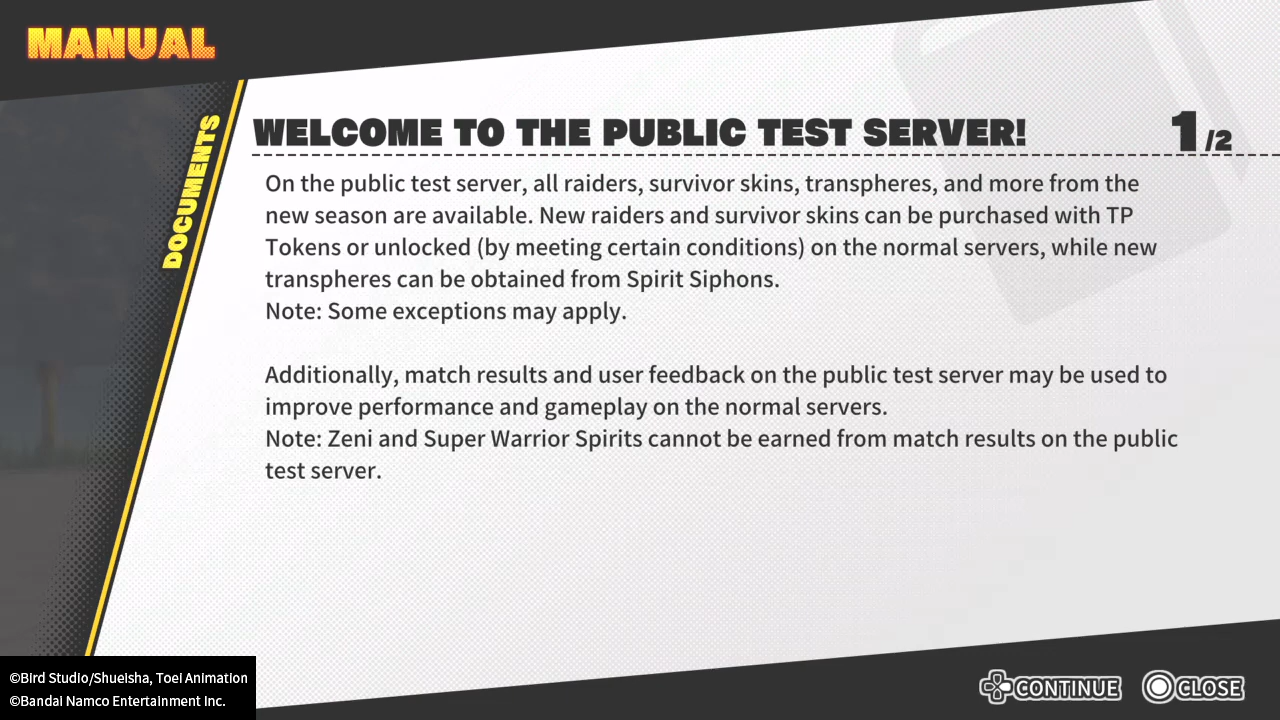 MANUAL
DOCUMENTS
WELCOME TO THE PUBLIC TEST SERVER!
1/2
On the public test server, all raiders, survivor skins, transpheres, and more from the
new season are available. New raiders and survivor skins can be purchased with TP
Tokens or unlocked (by meeting certain conditions) on the normal servers, while new
transpheres can be obtained from Spirit Siphons.
Note: Some exceptions may apply.
Additionally, match results and user feedback on the public test server may be used to
improve performance and gameplay on the normal servers.
Note: Zeni and Super Warrior Spirits cannot be earned from match results on the public
test server.
©Bird Studio/Shueisha, Toei Animation
©Bandai Namco Entertainment Inc.
CONTINUE
CLOSE